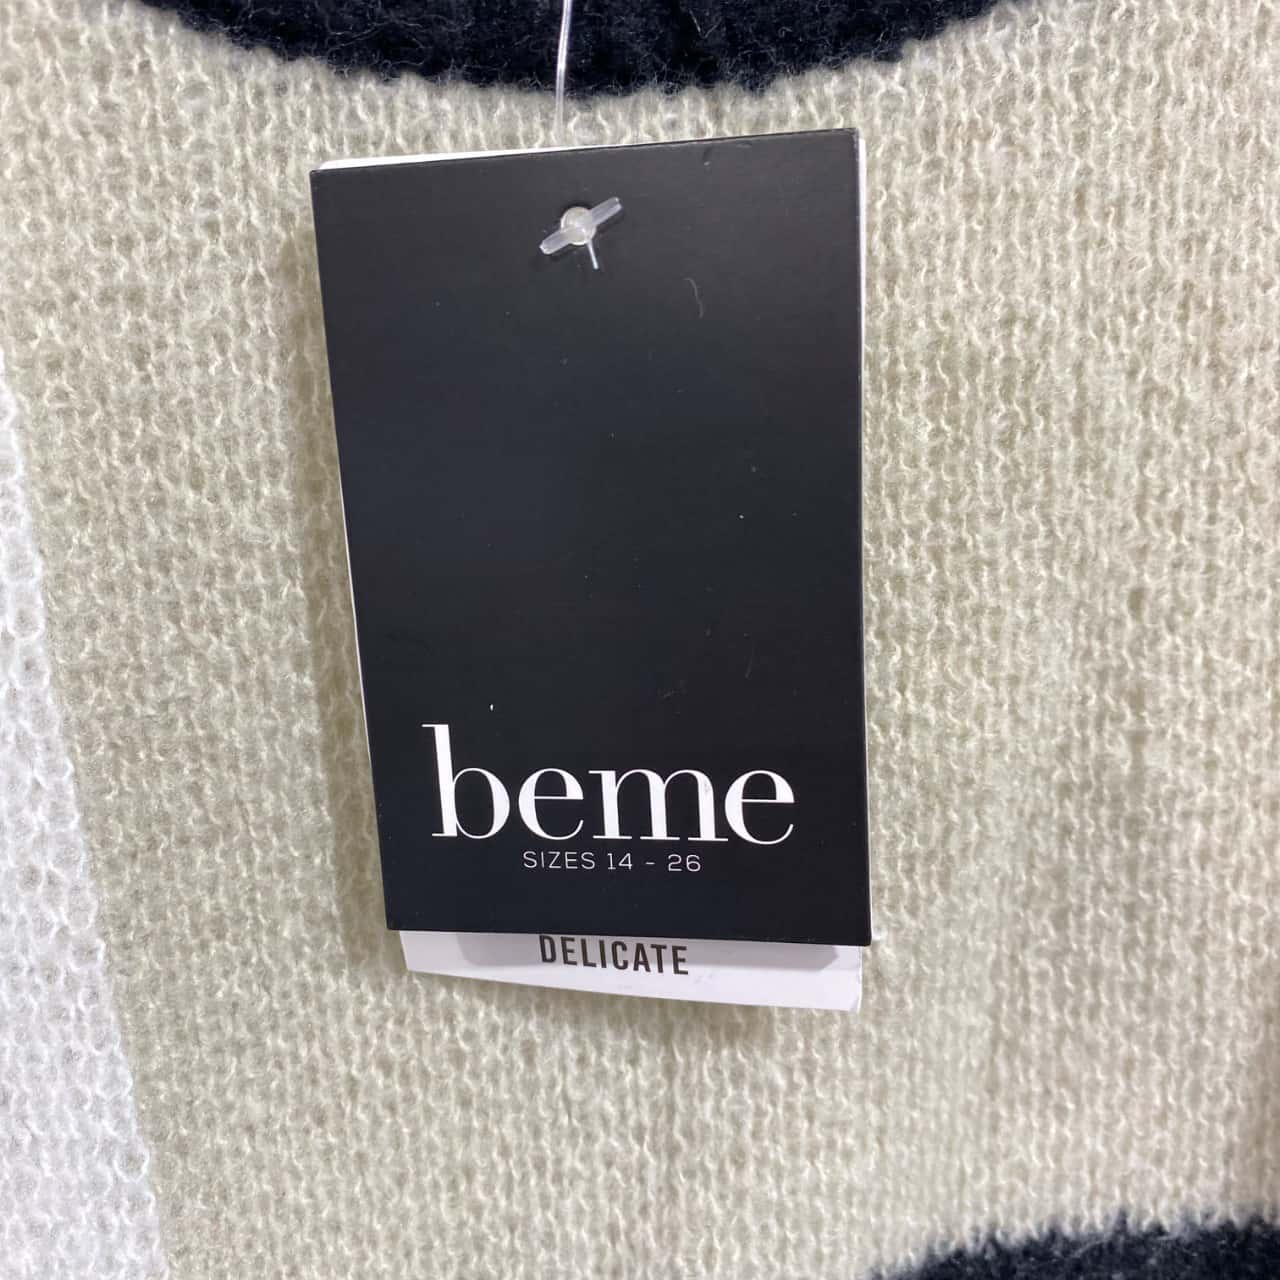 beme
SIZES 14 - 26
DELICATE